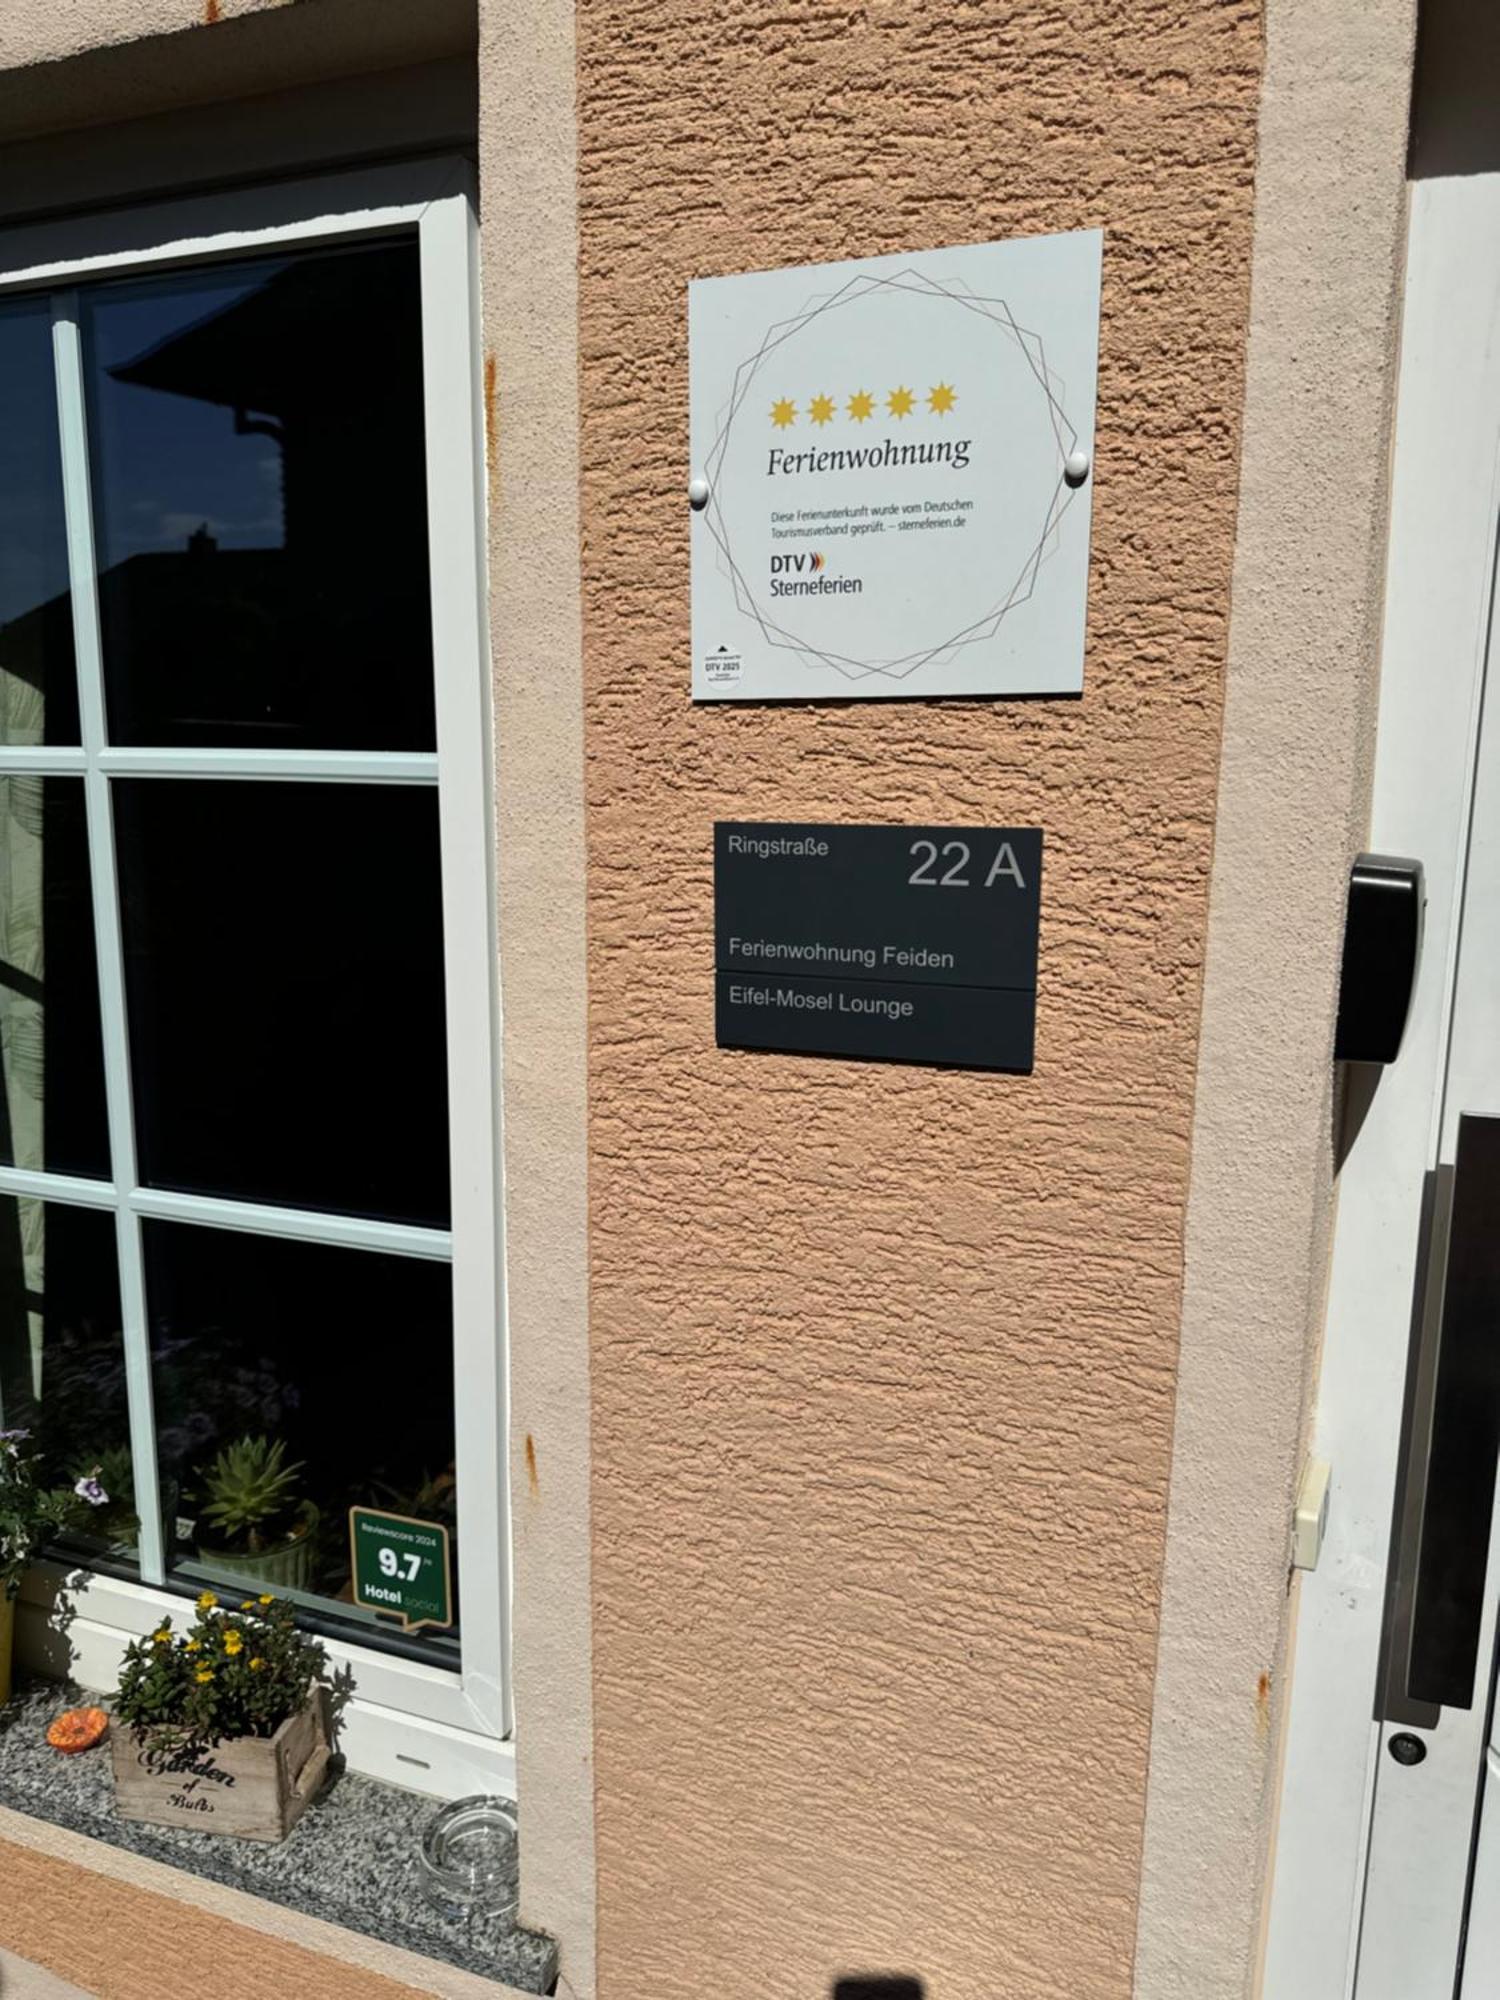 Ferienwohnung
Diese Ferienunterkunft wurde vom Deutschen
Tourismusverband geprüft. – sterneferien.de
DTV
Sterneferien
DTV 2025
Ringstraße
22 A
Ferienwohnung Feiden
Eifel-Mosel Lounge
Reviewscore 2024
9.7
Hotel social
Garden
of
Bulbs